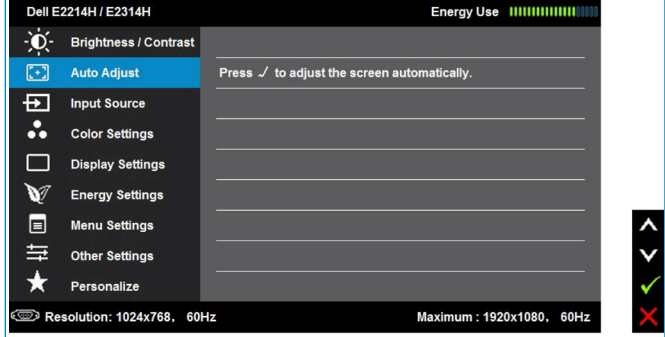 Dell E2214H / E2314H Energy Use
Brightness / Contrast
Auto Adjust Press ✓ to adjust the screen automatically.
Input Source
Color Settings
Display Settings
Energy Settings
Menu Settings
Other Settings
Personalize
Resolution: 1024x768, 60Hz Maximum : 1920x1080, 60Hz